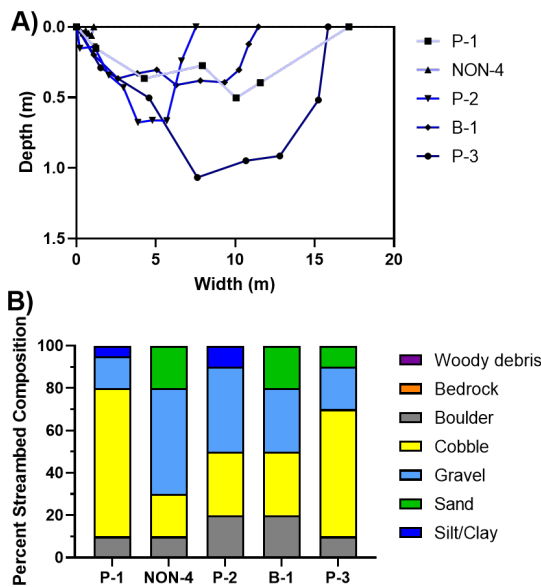 A)
0.0
0.5
1.0
1.5
Depth (m)
0
5
10
15
20
Width (m)
P-1
NON-4
P-2
B-1
P-3
B)
100
80
60
40
20
0
Percent Streambed Composition
P-1
NON-4
P-2
B-1
P-3
Woody debris
Bedrock
Boulder
Cobble
Gravel
Sand
Silt/Clay